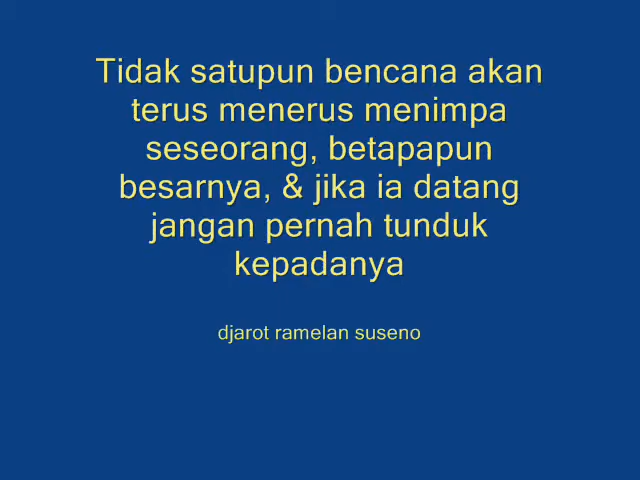 Tidak satupun bencana akan
terus menerus menimpa
seseorang, betapapun
besarnya, & jika ia datang
jangan pernah tunduk
kepadanya
djarot ramelan suseno